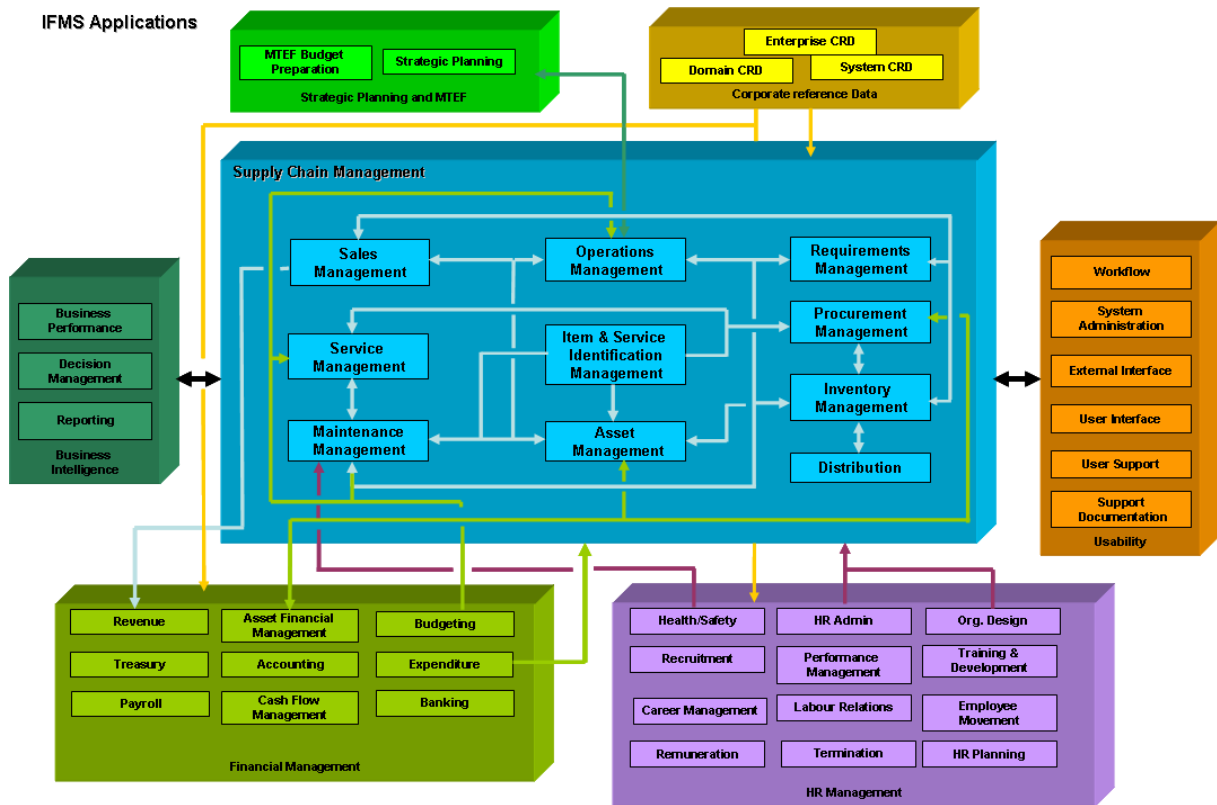 IFMS Applications
MTEF Budget
Preparation
Strategic Planning
Strategic Planning and MTEF
Enterprise CRD
Domain CRD
System CRD
Corporate reference Data
Supply Chain Management
Sales
Management
Operations
Management
Requirements
Management
Service
Management
Item & Service
Identification
Management
Procurement
Management
Inventory
Management
Maintenance
Management
Asset
Management
Distribution
Business
Performance
Decision
Management
Reporting
Business
Intelligence
Workflow
System
Administration
External Interface
User Interface
User Support
Support
Documentation
Usability
Revenue
Asset Financial
Management
Budgeting
Treasury
Accounting
Expenditure
Payroll
Cash Flow
Management
Banking
Financial Management
Health/Safety
HR Admin
Org. Design
Recruitment
Performance
Management
Training &
Development
Career Management
Labour Relations
Employee
Movement
Remuneration
Termination
HR Planning
HR Management